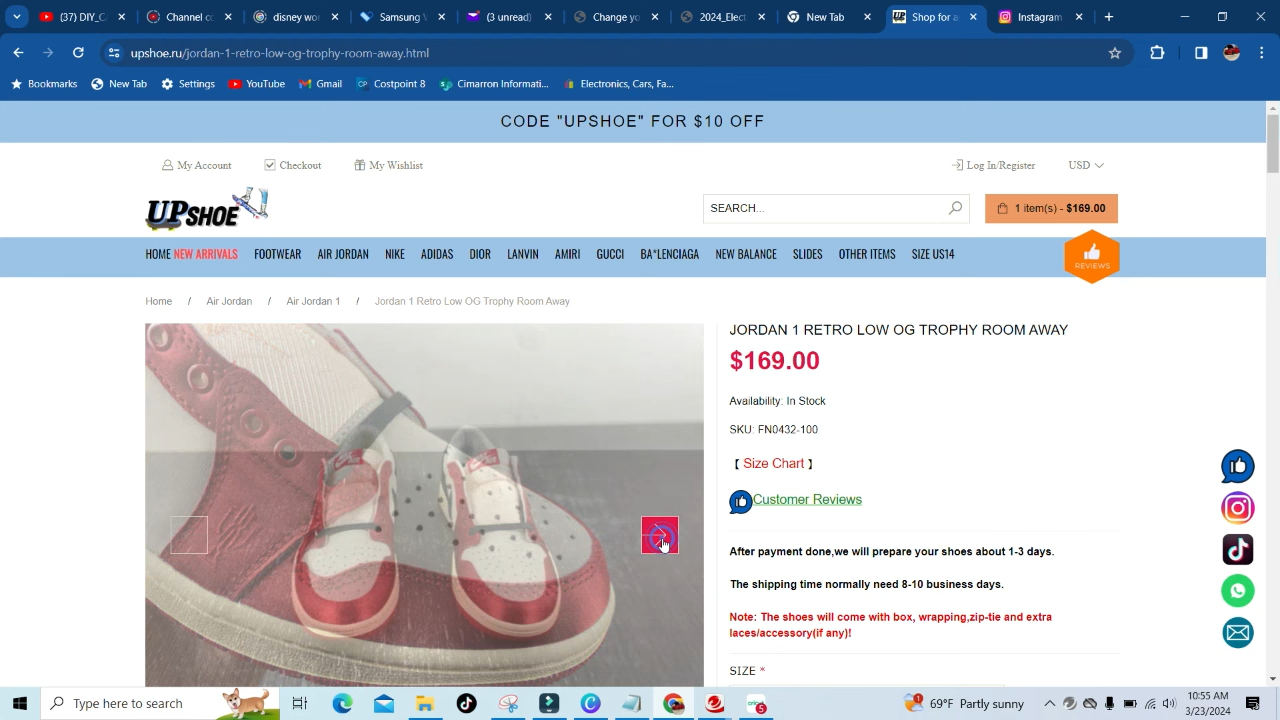 (37) DIY_C
Channel cc
disney wor
Samsung V
(3 unread)
Change yo
2024_Elect
New Tab
Shop for a
Instagram
upshoe.ru/jordan-1-retro-low-og-trophy-room-away.html
Bookmarks New Tab Settings YouTube Gmail Costpoint 8 Cimarron Informati... Electronics, Cars, Fa...
CODE "UPSHOE" FOR $10 OFF
My Account Checkout My Wishlist Log In/Register USD
UPSHOE
SEARCH...
1 item(s) - $169.00
HOME NEW ARRIVALS FOOTWEAR AIR JORDAN NIKE ADIDAS DIOR LANVIN AMIRI GUCCI BA*LENCIAGA NEW BALANCE SLIDES OTHER ITEMS SIZE US14
REVIEWS
Home / Air Jordan / Air Jordan 1 / Jordan 1 Retro Low OG Trophy Room Away
JORDAN 1 RETRO LOW OG TROPHY ROOM AWAY
$169.00
Availability: In Stock
SKU: FN0432-100
【 Size Chart 】
Customer Reviews
After payment done,we will prepare your shoes about 1-3 days.
The shipping time normally need 8-10 business days.
Note: The shoes will come with box, wrapping,zip-tie and extra
laces/accessory(if any)!
SIZE *
Type here to search
69°F Partly sunny
10:55 AM
3/23/2024